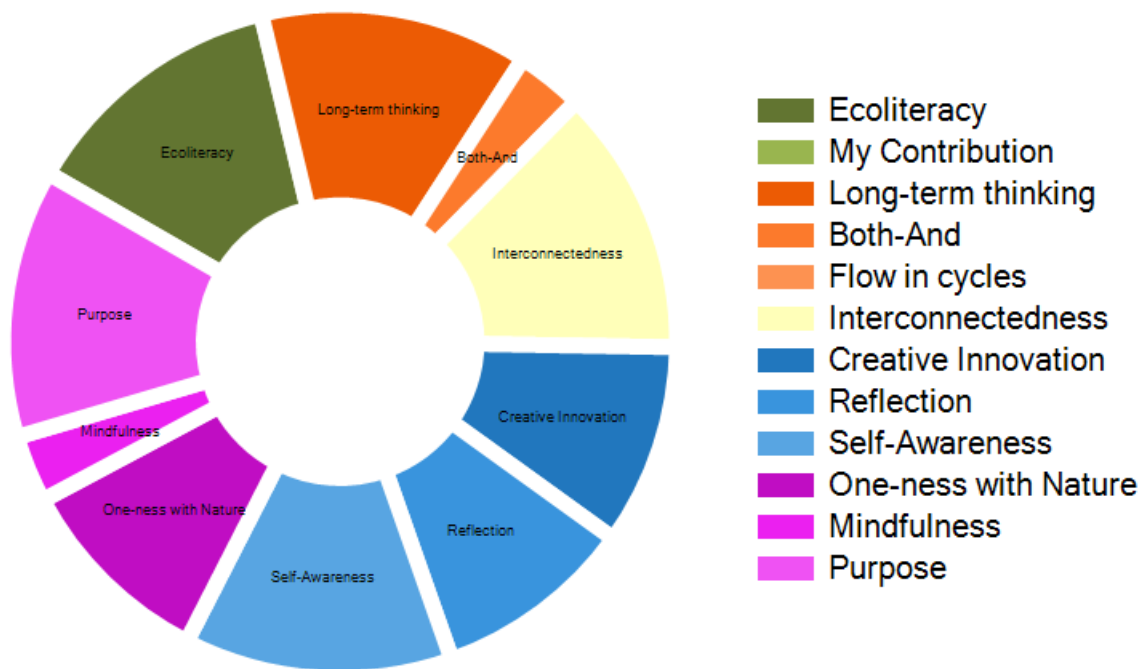 Long-term thinking
Both-And
Ecoliteracy
Interconnectedness
Purpose
Creative Innovation
Mindfulness
One-ness with Nature
Reflection
Self-Awareness
Ecoliteracy
My Contribution
Long-term thinking
Both-And
Flow in cycles
Interconnectedness
Creative Innovation
Reflection
Self-Awareness
One-ness with Nature
Mindfulness
Purpose